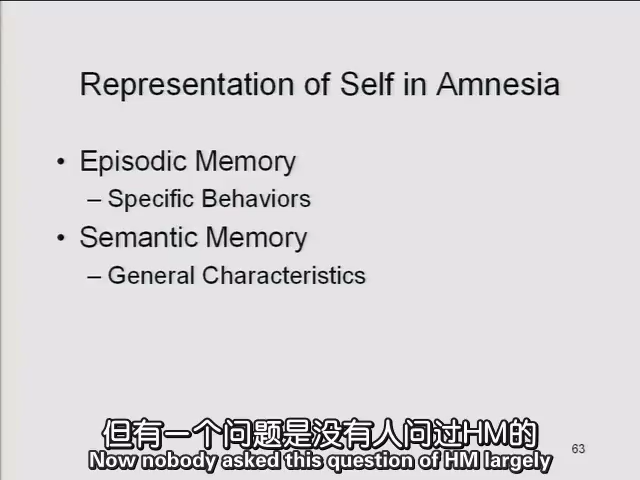 Representation of Self in Amnesia
• Episodic Memory
– Specific Behaviors
• Semantic Memory
– General Characteristics
但有一个问题是没有人问过HM的
Now nobody asked this question of HM largely
63